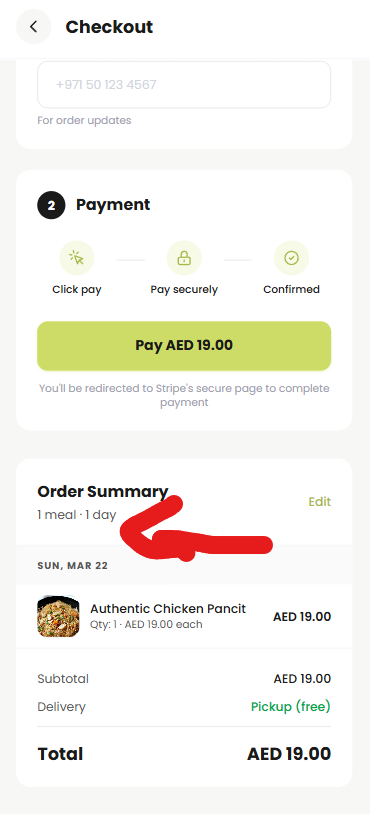 Checkout
+971 50 123 4567
For order updates
2 Payment
Click pay
Pay securely
Confirmed
Pay AED 19.00
You'll be redirected to Stripe's secure page to complete
payment
Order Summary
1 meal · 1 day
Edit
SUN, MAR 22
Authentic Chicken Pancit
Qty: 1 · AED 19.00 each
AED 19.00
Subtotal AED 19.00
Delivery Pickup (free)
Total AED 19.00